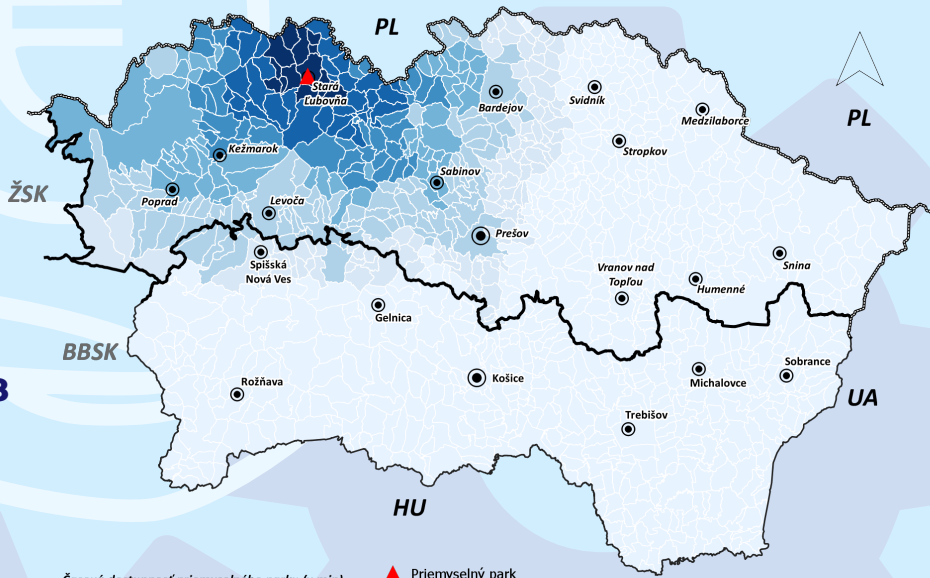 PL
Stará
Ľubovňa
Bardejov
Svidník
Medzilaborce
PL
Stropkov
Kežmarok
Sabinov
ŽSK
Poprad
Levoča
Prešov
Spišská
Nová Ves
Vranov nad
Topľou
Humenné
Snina
Gelnica
BBSK
Rožňava
Košice
Michalovce
Sobrance
UA
3
Trebišov
HU
Priemyselný park